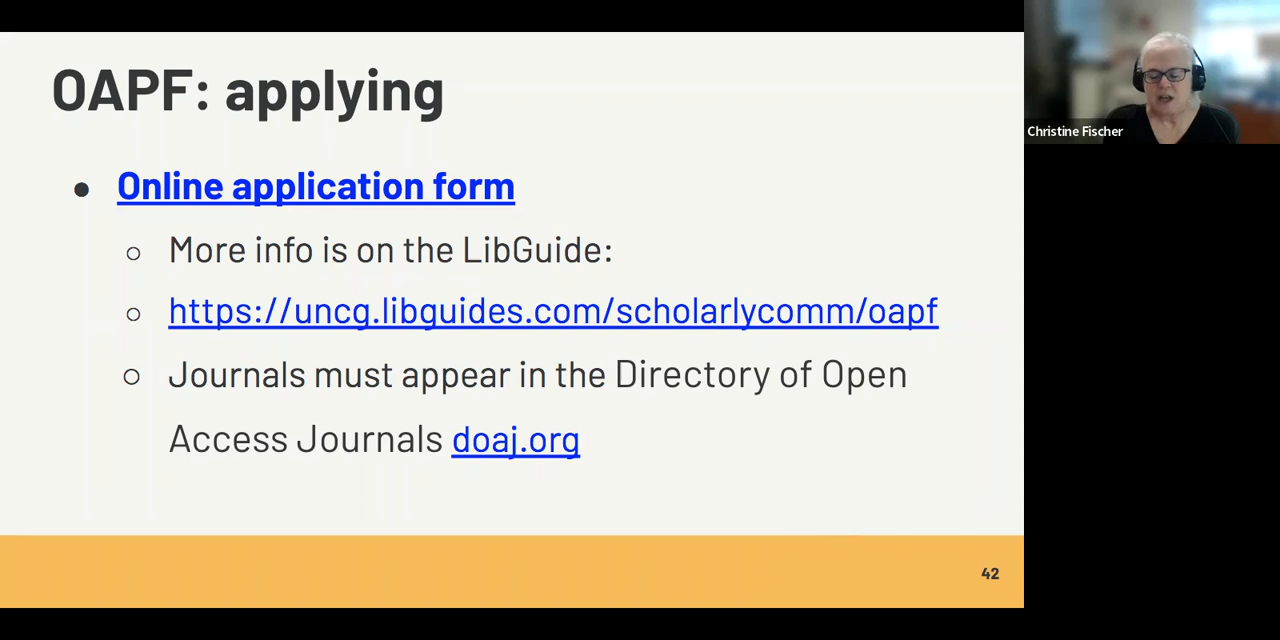 OAPF: applying
Online application form
More info is on the LibGuide:
https://uncg.libguides.com/scholarlycomm/oapf
Journals must appear in the Directory of Open
Access Journals doaj.org
42
Christine Fischer